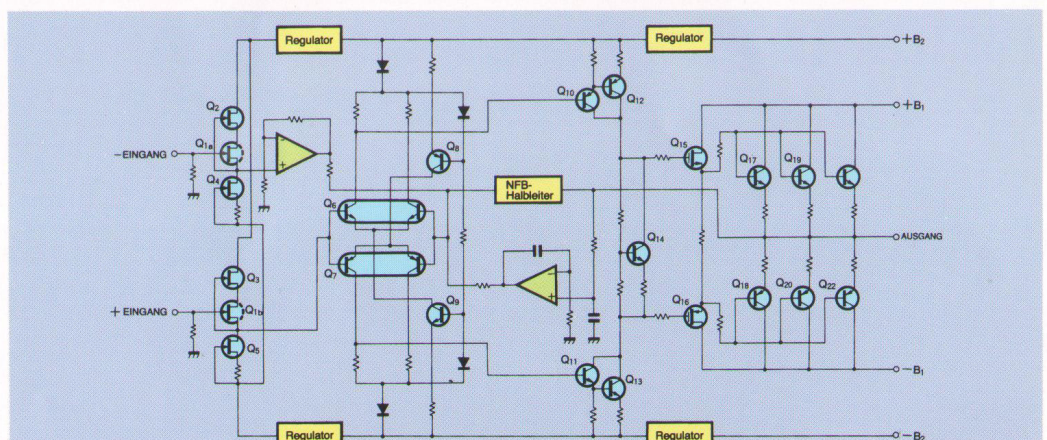 Regulator
Regulator
+B2
Q10
Q12
+B1
Q2
Q1a
Q8
Q15
−EINGANG
Q17
Q19
Q4
NFB-
Halbleiter
Q6
AUSGANG
Q14
Q7
Q3
Q18
Q20
Q22
+ EINGANG
Q1b
Q9
Q16
Q5
Q11
−B1
Q13
Regulator
Regulator
−B2
−
+
−
+